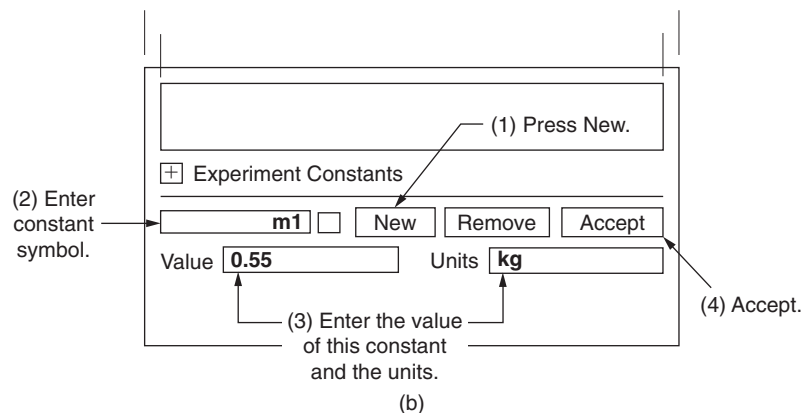 (1) Press New.
+ Experiment Constants
(2) Enter
constant
symbol.
m1
New
Remove
Accept
Value 0.55
Units kg
(3) Enter the value
of this constant
and the units.
(4) Accept.
(b)